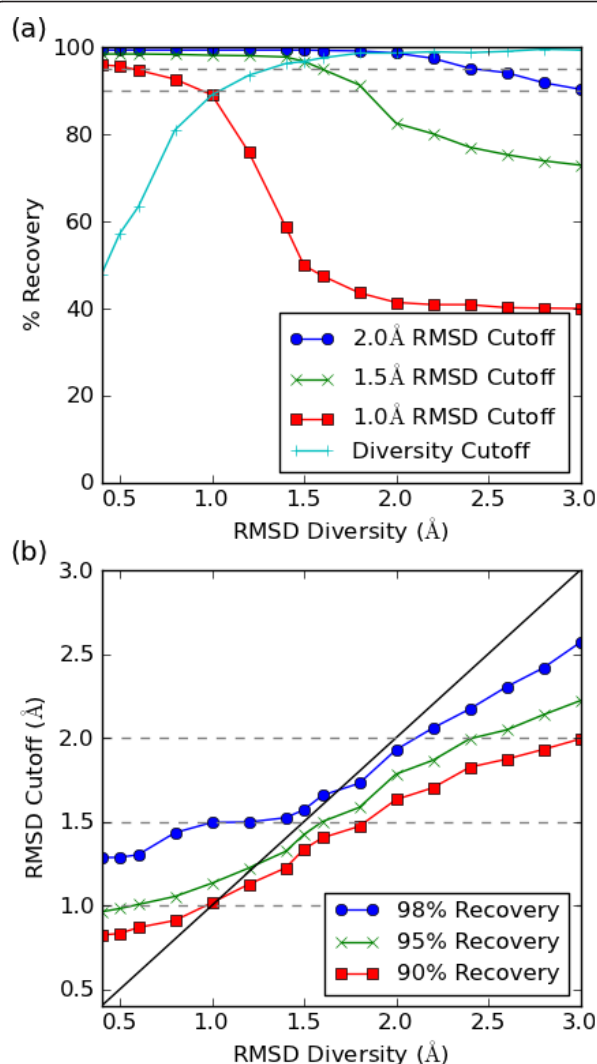 (a)
100
80
60
40
20
0
% Recovery
2.0Å RMSD Cutoff
1.5Å RMSD Cutoff
1.0Å RMSD Cutoff
Diversity Cutoff
0.5 1.0 1.5 2.0 2.5 3.0
RMSD Diversity (Å)
(b)
3.0
2.5
2.0
1.5
1.0
0.5
RMSD Cutoff (Å)
98% Recovery
95% Recovery
90% Recovery
0.5 1.0 1.5 2.0 2.5 3.0
RMSD Diversity (Å)